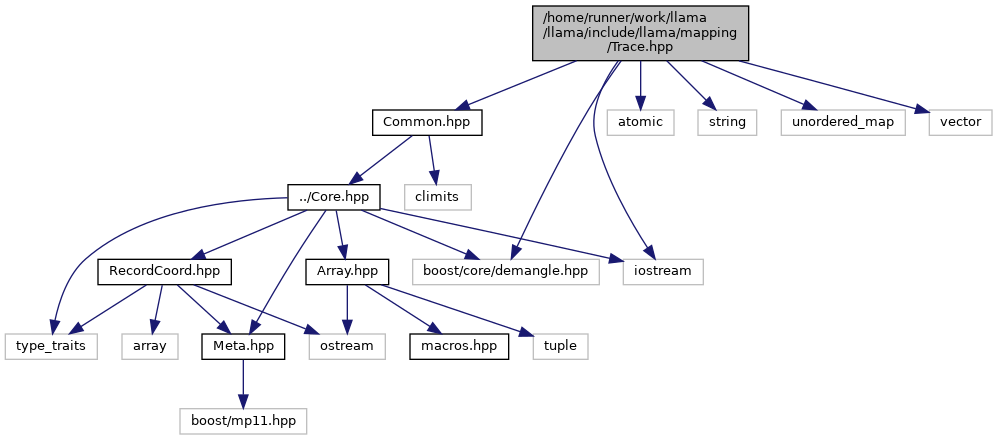 /home/runner/work/llama
/llama/include/llama/mapping
/Trace.hpp
Common.hpp
atomic
string
unordered_map
vector
../Core.hpp
climits
RecordCoord.hpp
Array.hpp
boost/core/demangle.hpp
iostream
type_traits
array
Meta.hpp
ostream
macros.hpp
tuple
boost/mp11.hpp